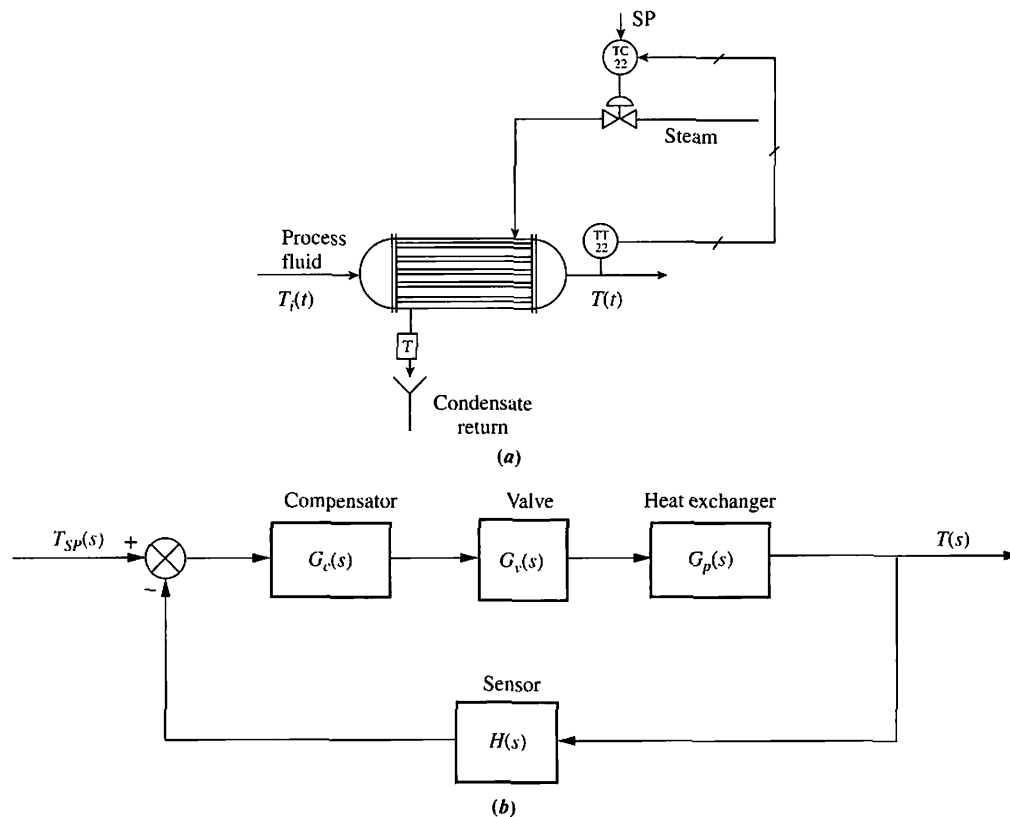 SP
TC
22
Steam
TT
22
Process
fluid
T_i(t)
T(t)
T
Condensate
return
(a)
Compensator
Valve
Heat exchanger
T_SP(s)
+
T(s)
G_c(s)
G_v(s)
G_p(s)
−
Sensor
H(s)
(b)